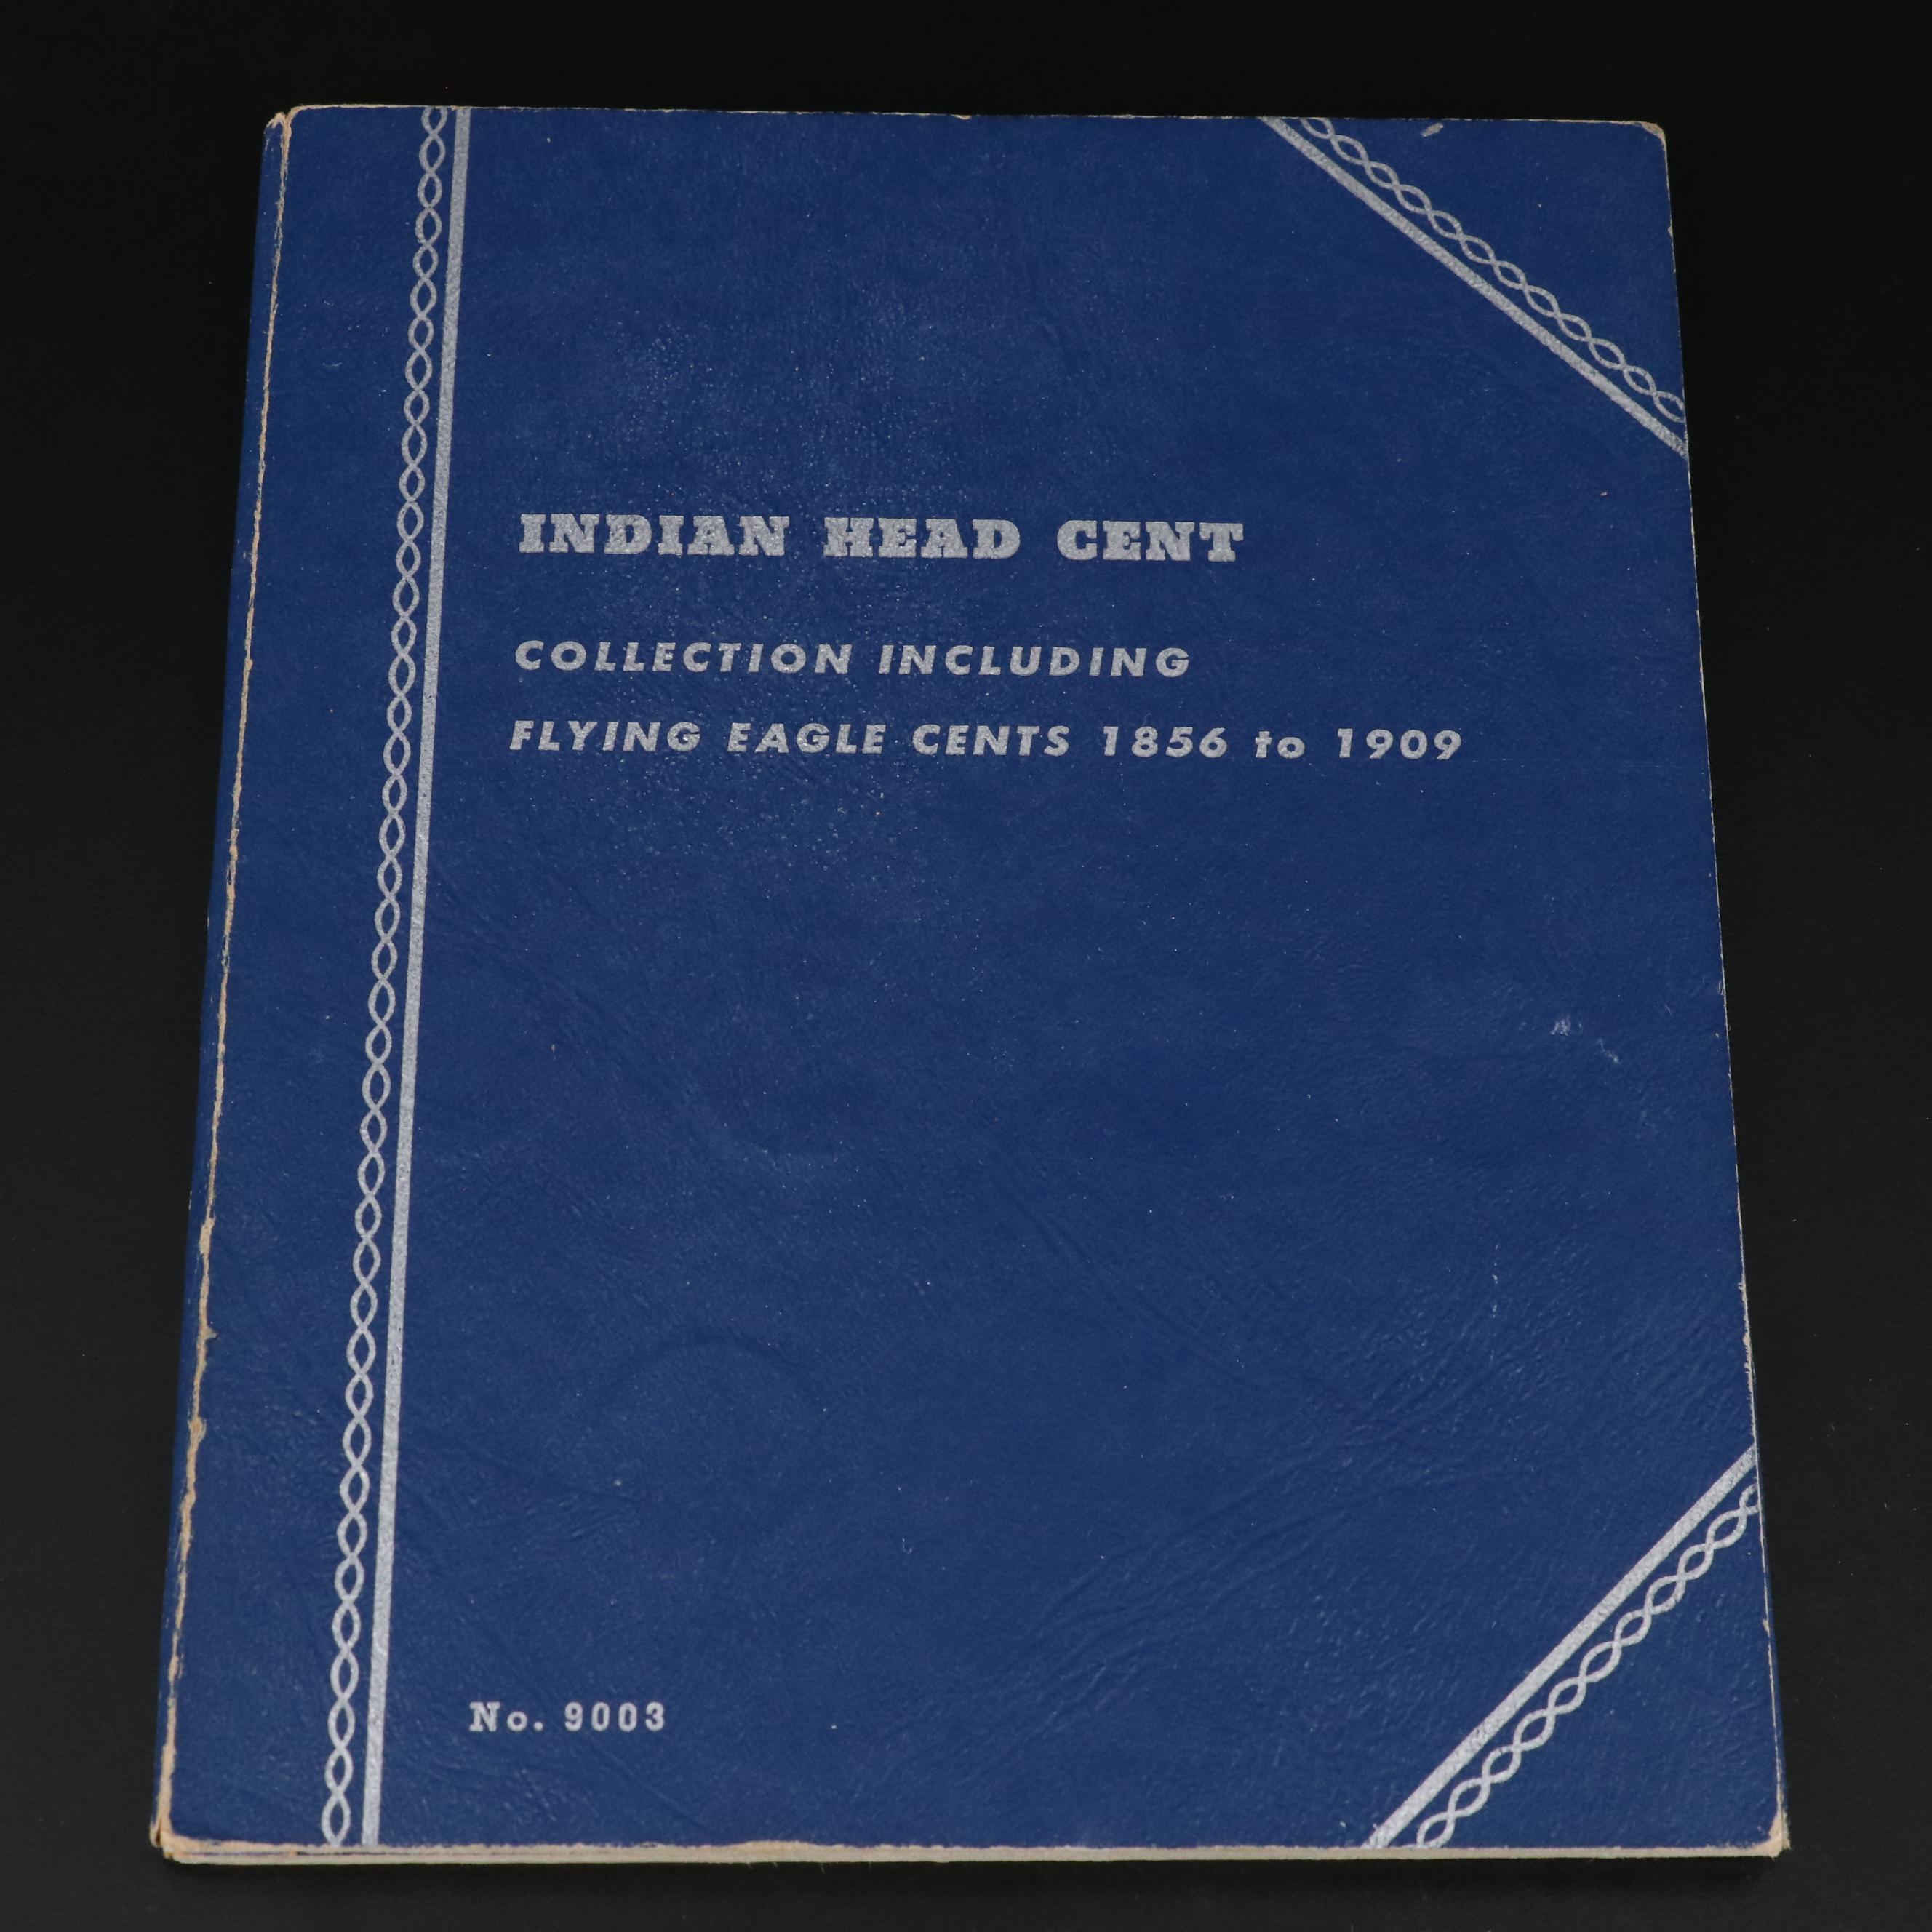 INDIAN HEAD CENT
COLLECTION INCLUDING
FLYING EAGLE CENTS 1856 to 1909
No. 9003